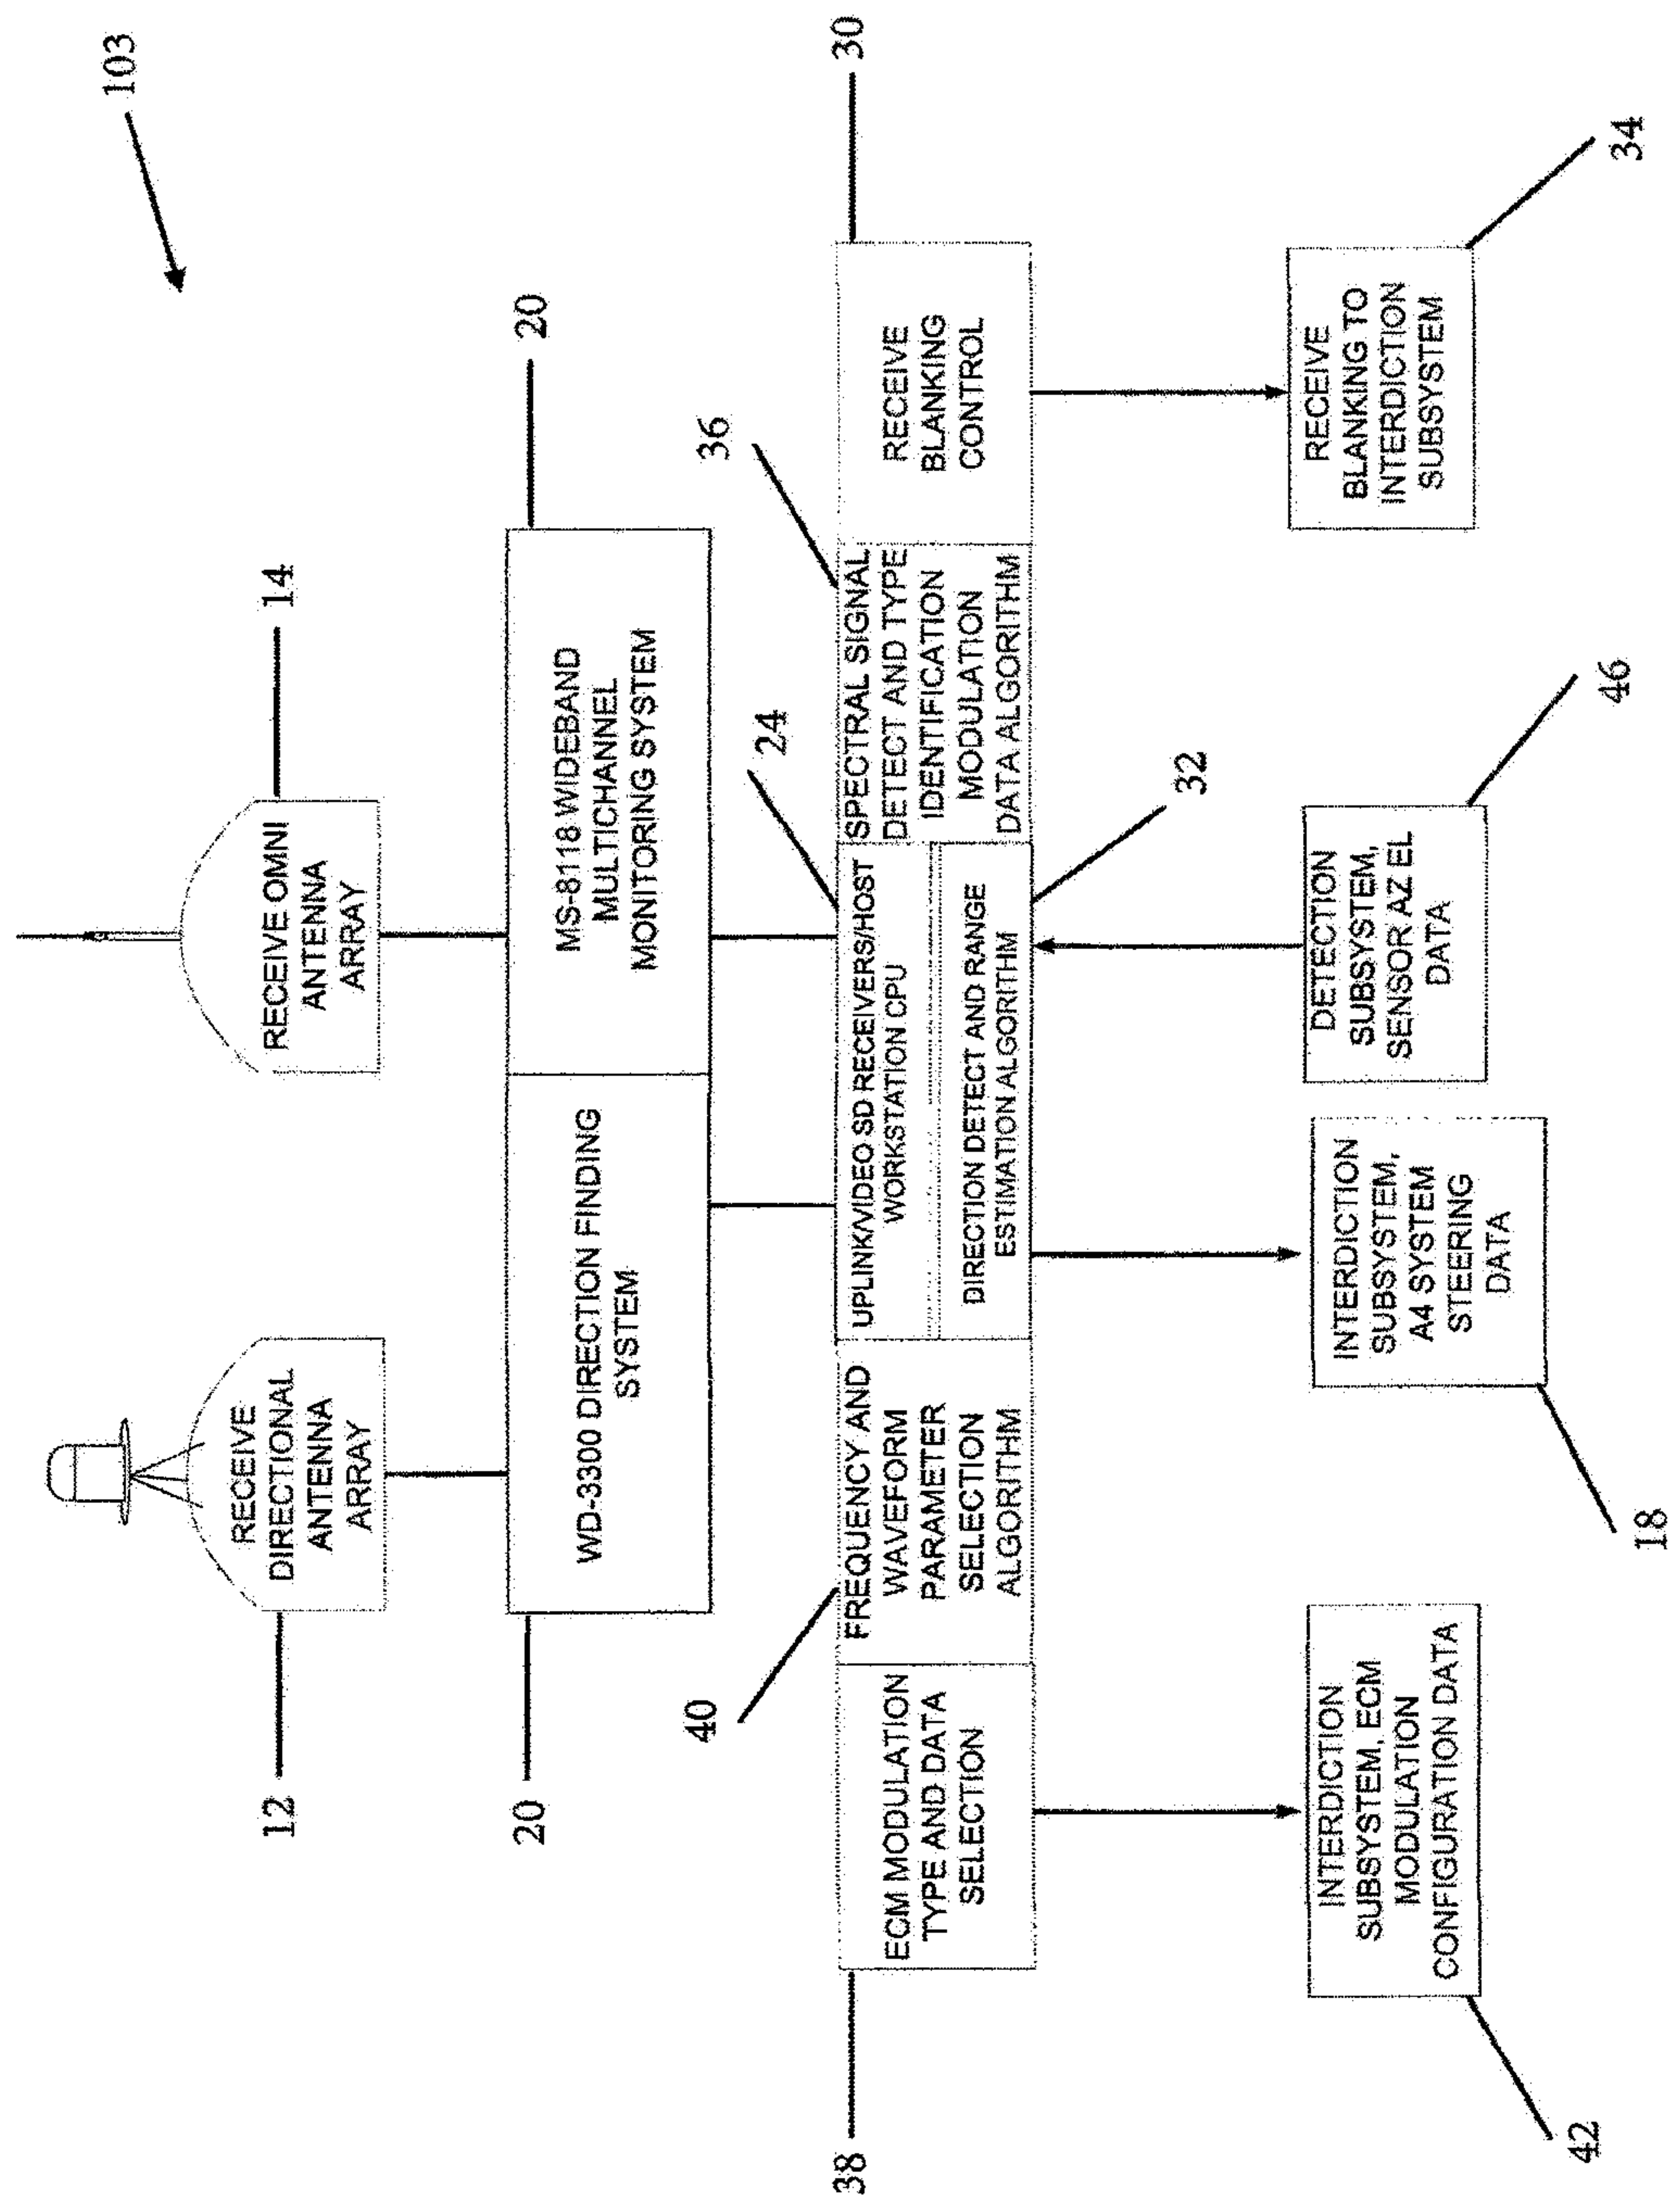 103
12
RECEIVE
DIRECTIONAL
ANTENNA
ARRAY
RECEIVE OMNI
ANTENNA
ARRAY
14
20
WD-3300 DIRECTION FINDING
SYSTEM
MS-8118 WIDEBAND
MULTICHANNEL
MONITORING SYSTEM
20
40
24
36
38
ECM MODULATION
TYPE AND DATA
SELECTION
FREQUENCY AND
WAVEFORM
PARAMETER
SELECTION
ALGORITHM
UPLINK/VIDEO SD RECEIVERS/HOST
WORKSTATION CPU
DIRECTION DETECT AND RANGE
ESTIMATION ALGORITHM
SPECTRAL SIGNAL
DETECT AND TYPE
IDENTIFICATION
MODULATION
DATA ALGORITHM
RECEIVE
BLANKING
CONTROL
30
32
INTERDICTION
SUBSYSTEM, ECM
MODULATION
CONFIGURATION DATA
INTERDICTION
SUBSYSTEM,
A4 SYSTEM
STEERING
DATA
DETECTION
SUBSYSTEM,
SENSOR AZ EL
DATA
RECEIVE
BLANKING TO
INTERDICTION
SUBSYSTEM
42
18
46
34